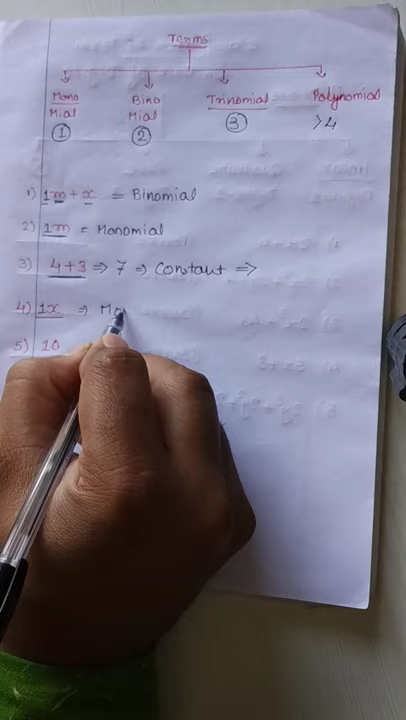 Terms
Mono Bino Trinomial Polynomial
Mial Mial
1 2 3 >4
1) 1m + x = Binomial
2) 1m = Monomial
3) 4+3 ⇒ 7 ⇒ Constant ⇒
4) 1x ⇒ Mo
5) 10